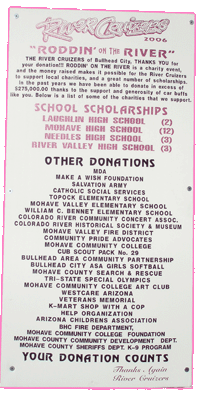 River Cruizers
2006
"RODDIN' ON THE RIVER"
THE RIVER CRUIZERS of Bullhead City, THANKS YOU for
your donation!!! RODDIN' ON THE RIVER is a charity event,
and the money raised makes it possible for the River Cruizers
to support local charities, and a great number of scholarships.
In the past years we have been able to donate in excess of
$275,000.00 thanks to the support and generosity of car buffs
like you. Below is a list of some of the charities that we support.
SCHOOL SCHOLARSHIPS
LAUGHLIN HIGH SCHOOL (2)
MOHAVE HIGH SCHOOL (12)
NEEDLES HIGH SCHOOL (3)
RIVER VALLEY HIGH SCHOOL (3)
OTHER DONATIONS
MDA
MAKE A WISH FOUNDATION
SALVATION ARMY
CATHOLIC SOCIAL SERVICES
TOPOCK ELEMENTARY SCHOOL
MOHAVE VALLEY ELEMENTARY SCHOOL
WILLIAM C. BENNET ELEMENTARY SCHOOL
COLORADO RIVER COMMUNITY CONCERT ASSOC.
COLORADO RIVER HISTORICAL SOCIETY & MUSEUM
MOHAVE VALLEY FIRE DISTRICT
COMMUNITY PRIDE ADVOCATES
MOHAVE COMMUNITY COLLEGE
CUB SCOUT PACK No. 29
BULLHEAD AREA COMMUNITY PARTNERSHIP
BULLHEAD CITY ASA GIRLS SOFTBALL
MOHAVE COUNTY SEARCH & RESCUE
TRI-STATE SPECIAL OLYMPICS
MOHAVE COMMUNITY COLLEGE ART CLUB
WESTCARE ARIZONA
VETERANS MEMORIAL
K-MART SHOP WITH A COP
HELP ORGANIZATION
ARIZONA CHILDRENS ASSOCIATION
BHC FIRE DEPARTMENT,
MOHAVE COMMUNITY COLLEGE FOUNDATION
MOHAVE COUNTY COMMUNITY DEVELOPMENT DEPT.
MOHAVE COUNTY SHERIFFS DEPT. K-9 PROGRAM
YOUR DONATION COUNTS
Thanks Again
River Cruizers